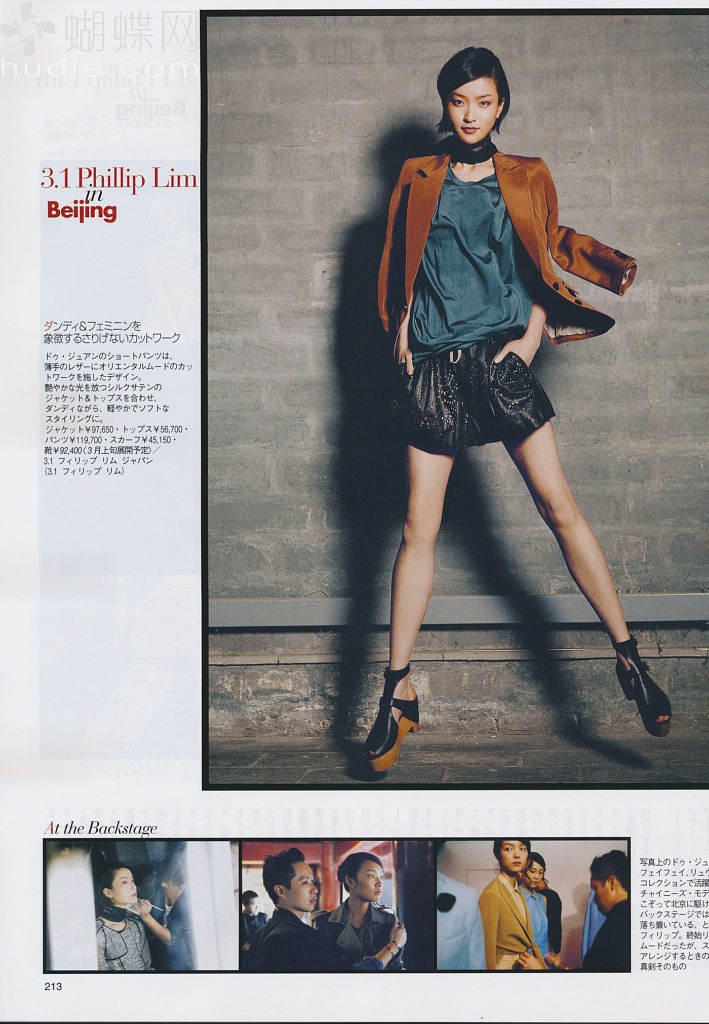 蝴蝶网
hudie.com
3.1 Phillip Lim
in
Beijing
ダンディ&フェミニンを
象徴するさりげないカットワーク
ドゥ・ジュアンのショートパンツは、
薄手のレザーにオリエンタルムードのカッ
トワークを施したデザイン。
艶やかな光を放つシルクサテンの
ジャケット&トップスを合わせ、
ダンディながら、軽やかでソフトな
スタイリングに。
ジャケット¥97,650・トップス¥56,700・
パンツ¥119,700・スカーフ¥45,150・
靴¥92,400(3月上旬展開予定)/
3.1 フィリップ リム ジャパン
(3.1 フィリップ リム)
At the Backstage
写真上のドゥ・ジュ
フェイフェイ、リュウ
コレクションで活躍
チャイニーズ・モデ
こぞって北京に駆け
バックステージでは
落ち着いている、と
フィリップ。終始リ
ムードだったが、ス
アレンジするときの
真剣そのもの
213